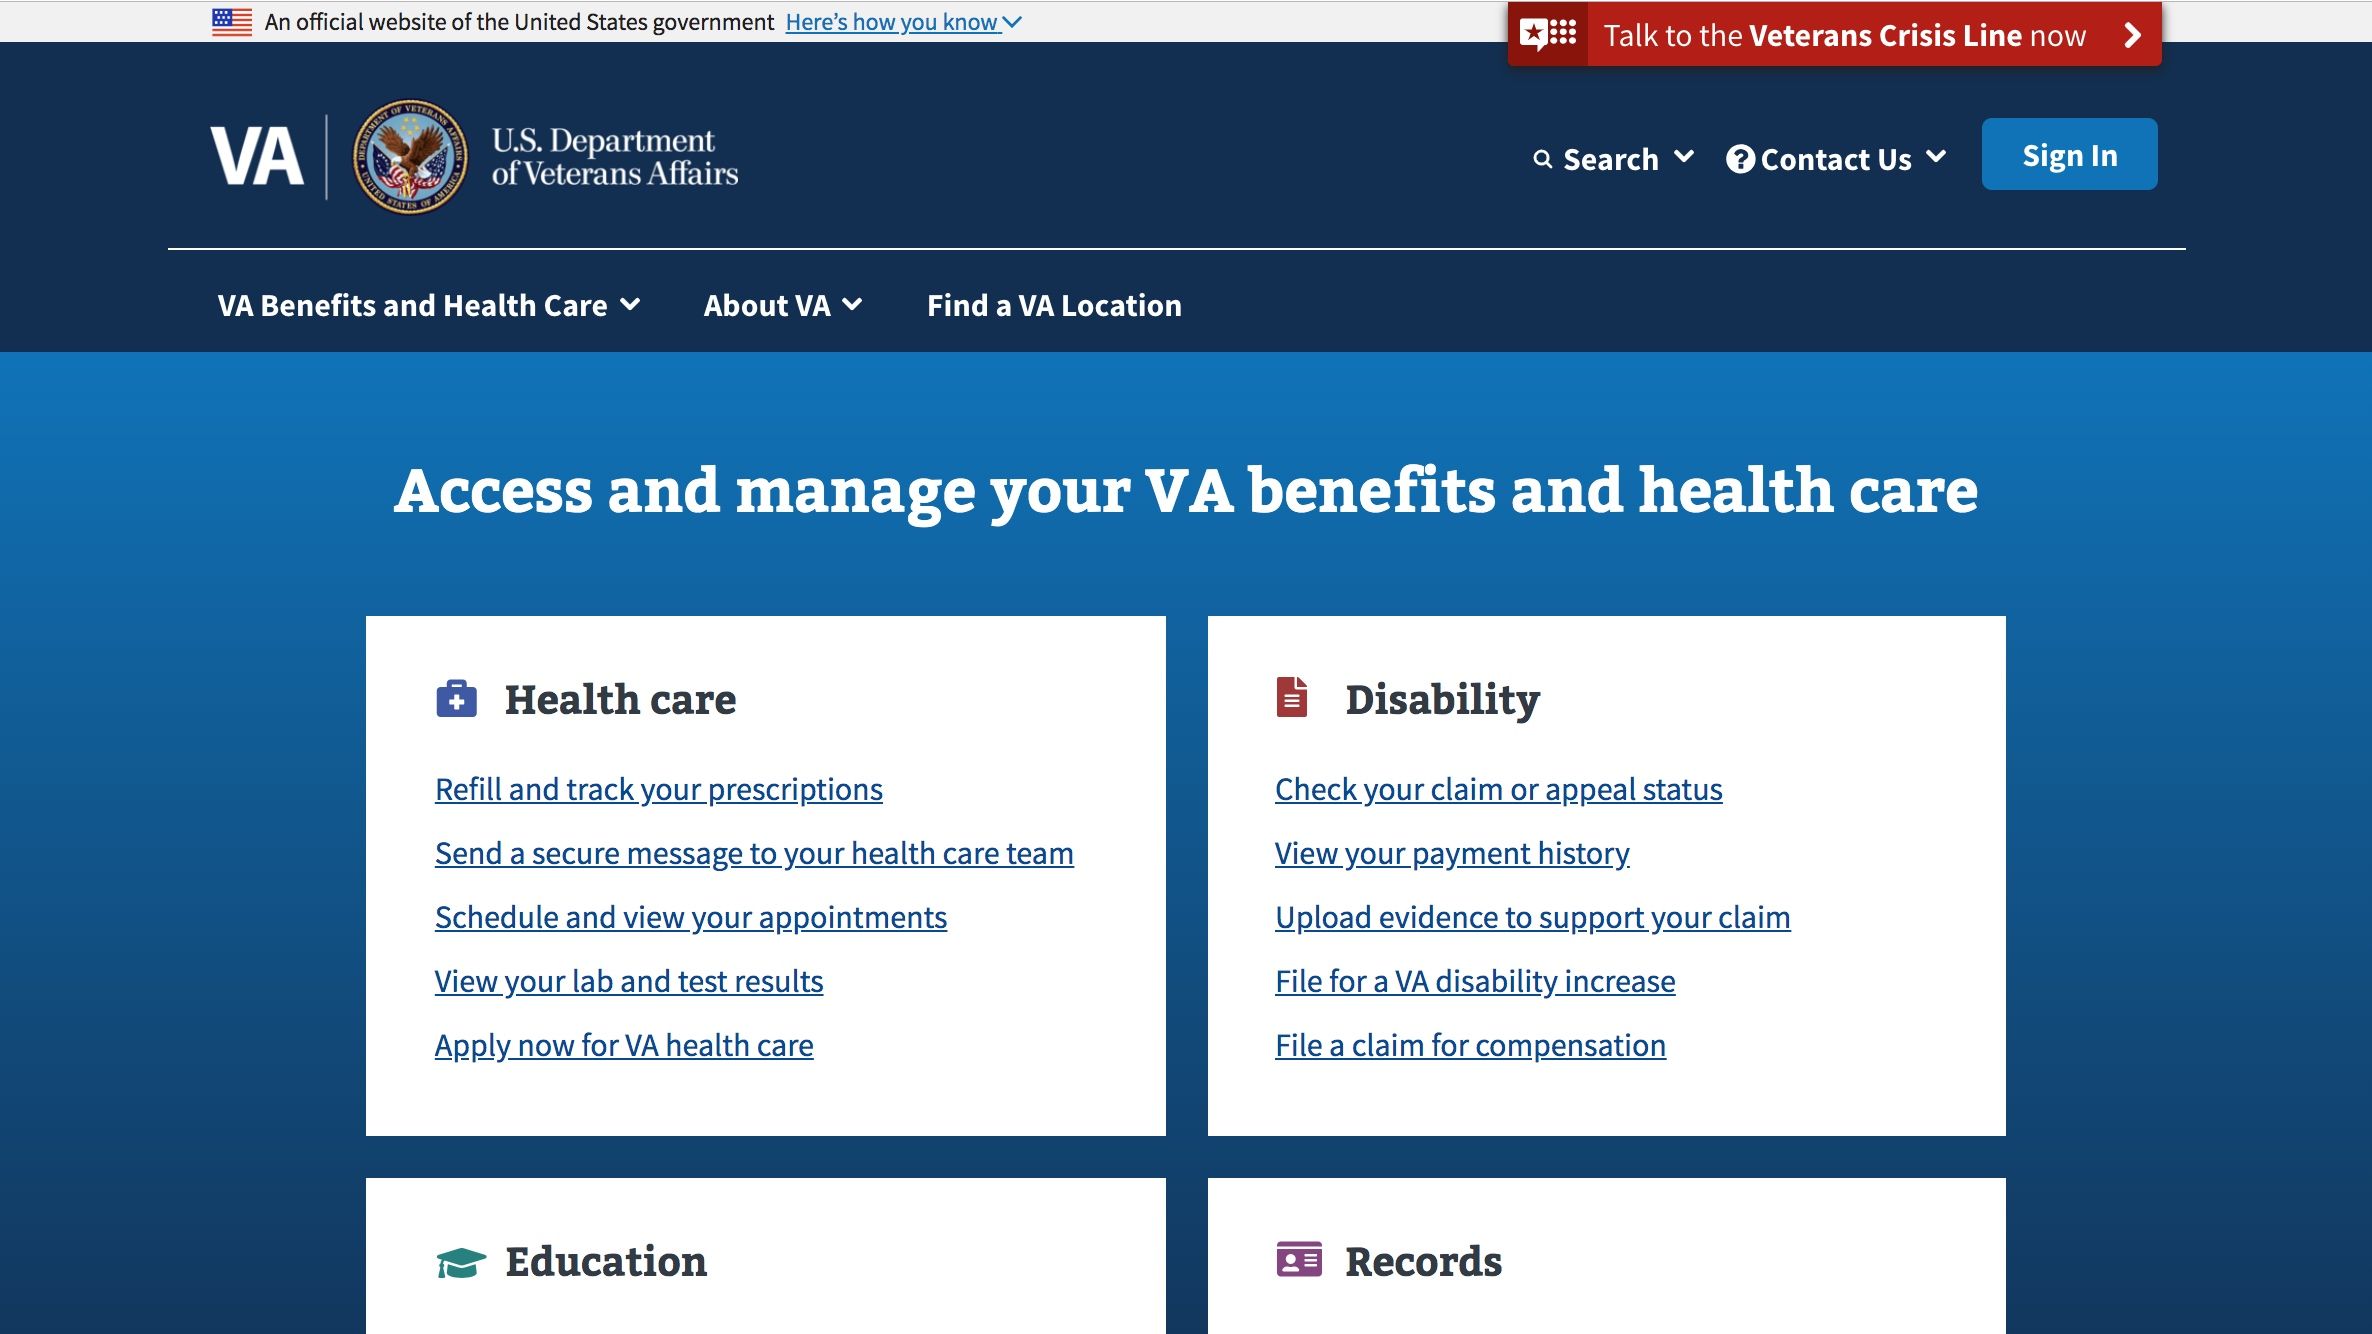 An official website of the United States government Here's how you know
Talk to the Veterans Crisis Line now
VA
U.S. Department
of Veterans Affairs
Search
Contact Us
Sign In
VA Benefits and Health Care
About VA
Find a VA Location
Access and manage your VA benefits and health care
Health care
Refill and track your prescriptions
Send a secure message to your health care team
Schedule and view your appointments
View your lab and test results
Apply now for VA health care
Disability
Check your claim or appeal status
View your payment history
Upload evidence to support your claim
File for a VA disability increase
File a claim for compensation
Education
Records